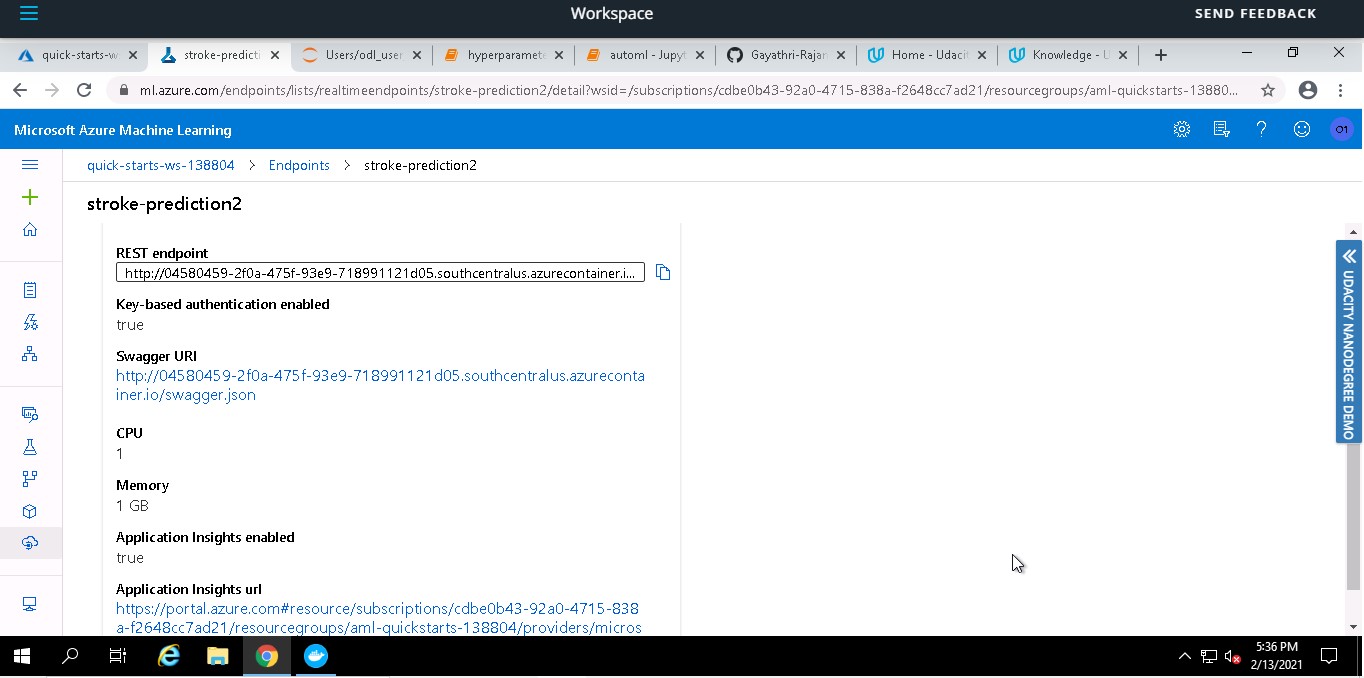 Workspace
SEND FEEDBACK
quick-starts-ws
stroke-predicti
Users/odl_user
hyperparamete
automl - Jupyt
Gayathri-Rajan
Home - Udacit
Knowledge - U
ml.azure.com/endpoints/lists/realtimeendpoints/stroke-prediction2/detail?wsid=/subscriptions/cdbe0b43-92a0-4715-838a-f2648cc7ad21/resourcegroups/aml-quickstarts-13880...
Microsoft Azure Machine Learning
O1
quick-starts-ws-138804 > Endpoints > stroke-prediction2
stroke-prediction2
REST endpoint
http://04580459-2f0a-475f-93e9-718991121d05.southcentralus.azurecontainer.i...
Key-based authentication enabled
true
Swagger URI
http://04580459-2f0a-475f-93e9-718991121d05.southcentralus.azureconta
iner.io/swagger.json
CPU
1
Memory
1 GB
Application Insights enabled
true
Application Insights url
https://portal.azure.com#resource/subscriptions/cdbe0b43-92a0-4715-838
a-f2648cc7ad21/resourcegroups/aml-quickstarts-138804/providers/micros
UDACITY NANODEGREE DEMO
5:36 PM
2/13/2021